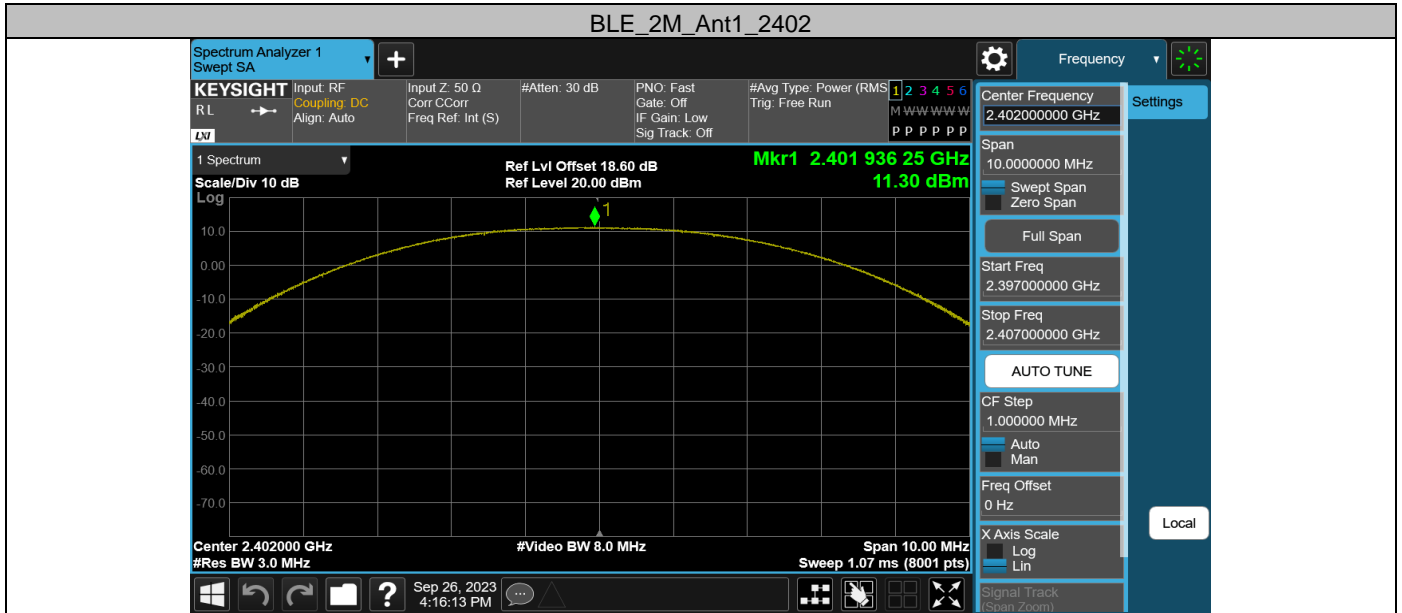 BLE_2M_Ant1_2402
Spectrum Analyzer 1
Swept SA
+
Frequency
KEYSIGHT
RL
LXI
Input: RF
Coupling: DC
Align: Auto
Input Z: 50 Ω
Corr CCorr
Freq Ref: Int (S)
#Atten: 30 dB
PNO: Fast
Gate: Off
IF Gain: Low
Sig Track: Off
#Avg Type: Power (RMS
Trig: Free Run
1 2 3 4 5 6
M W W W W W
P P P P P P
1 Spectrum
Scale/Div 10 dB
Log
Ref Lvl Offset 18.60 dB
Ref Level 20.00 dBm
Mkr1 2.401 936 25 GHz
11.30 dBm
1
10.0
0.00
-10.0
-20.0
-30.0
-40.0
-50.0
-60.0
-70.0
Center 2.402000 GHz
#Res BW 3.0 MHz
#Video BW 8.0 MHz
Span 10.00 MHz
Sweep 1.07 ms (8001 pts)
Center Frequency
2.402000000 GHz
Settings
Span
10.0000000 MHz
Swept Span
Zero Span
Full Span
Start Freq
2.397000000 GHz
Stop Freq
2.407000000 GHz
AUTO TUNE
CF Step
1.000000 MHz
Auto
Man
Freq Offset
0 Hz
X Axis Scale
Log
Lin
Local
Signal Track
(Span Zoom)
?
Sep 26, 2023
4:16:13 PM